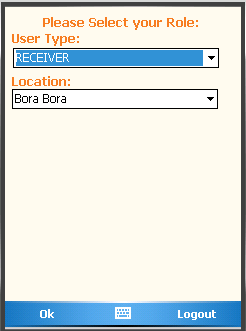 Please Select your Role:
User Type:
RECEIVER
Location:
Bora Bora
Ok Logout